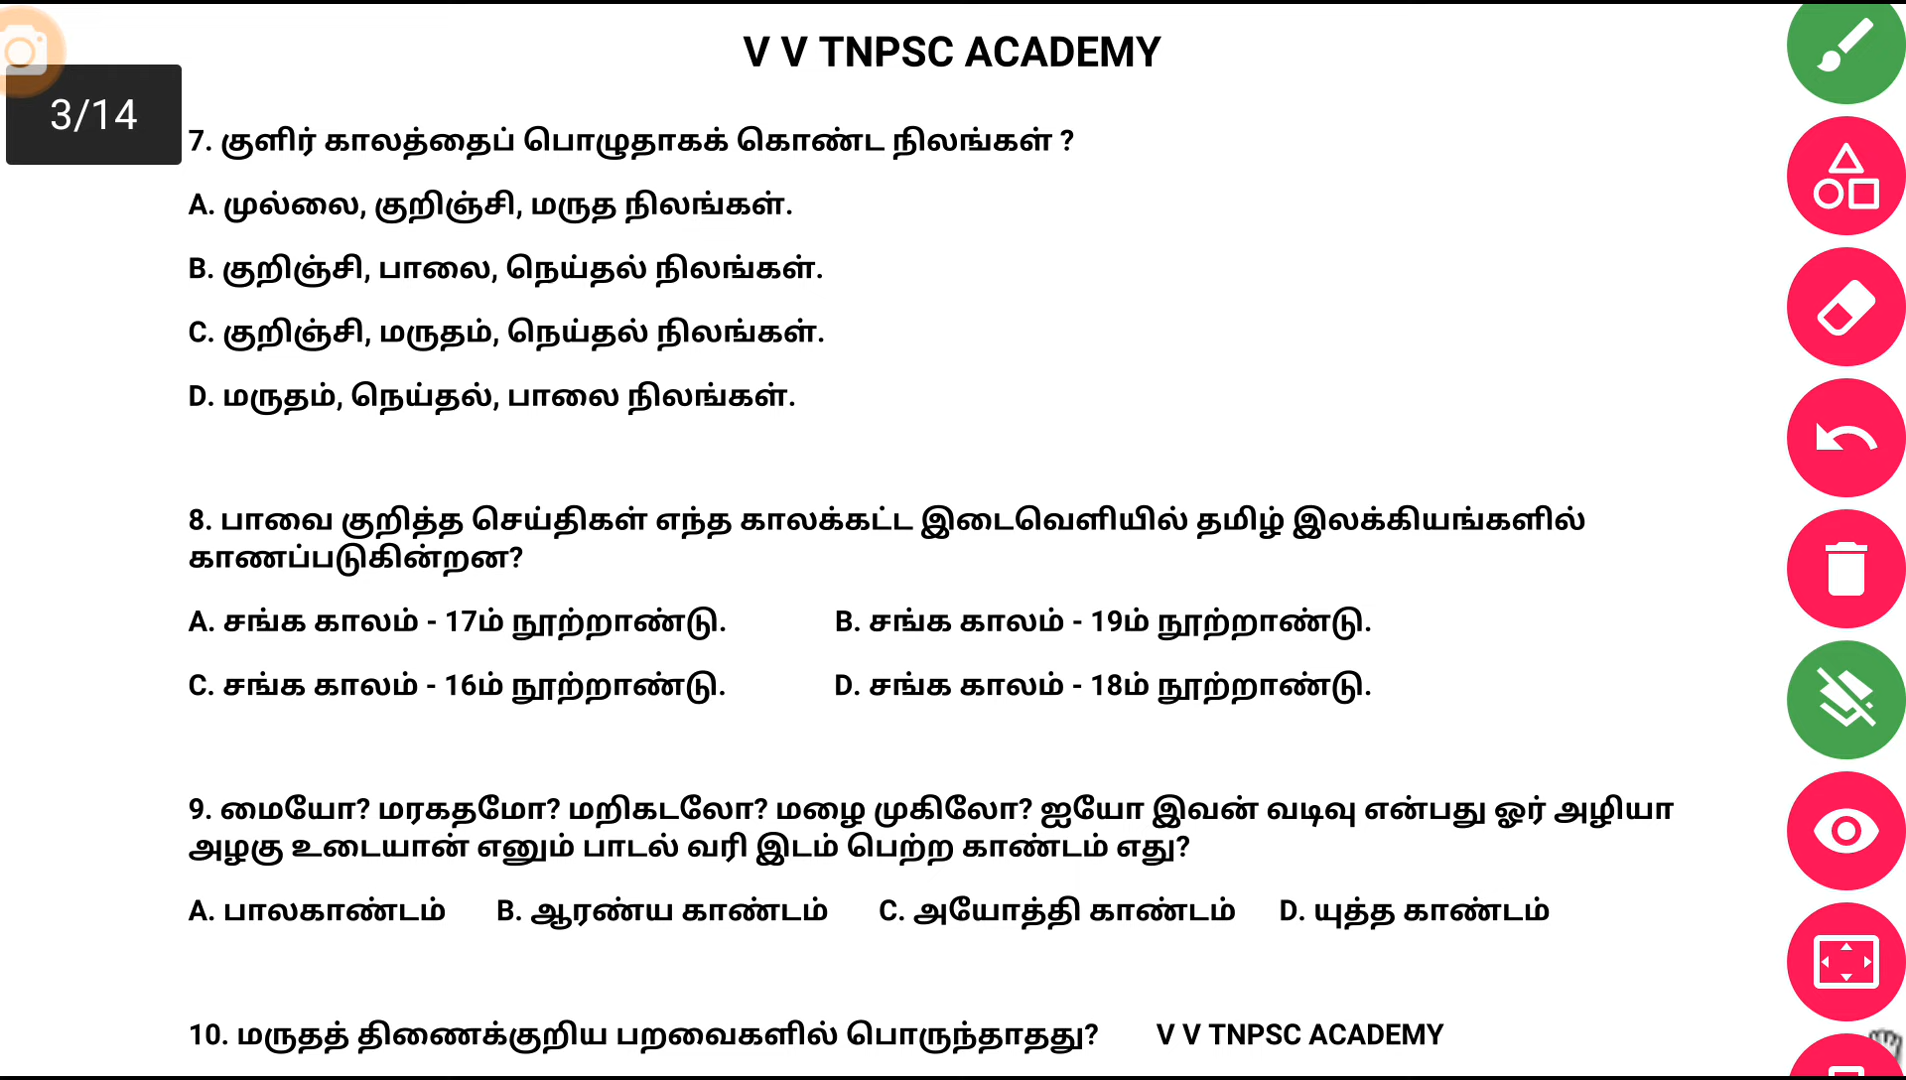 V V TNPSC ACADEMY
3/14
7. குளிர் காலத்தைப் பொழுதாகக் கொண்ட நிலங்கள் ?
A. முல்லை, குறிஞ்சி, மருத நிலங்கள்.
B. குறிஞ்சி, பாலை, நெய்தல் நிலங்கள்.
C. குறிஞ்சி, மருதம், நெய்தல் நிலங்கள்.
D. மருதம், நெய்தல், பாலை நிலங்கள்.
8. பாவை குறித்த செய்திகள் எந்த காலக்கட்ட இடைவெளியில் தமிழ் இலக்கியங்களில்
காணப்படுகின்றன?
A. சங்க காலம் - 17ம் நூற்றாண்டு. B. சங்க காலம் - 19ம் நூற்றாண்டு.
C. சங்க காலம் - 16ம் நூற்றாண்டு. D. சங்க காலம் - 18ம் நூற்றாண்டு.
9. மையோ? மரகதமோ? மறிகடலோ? மழை முகிலோ? ஐயோ இவன் வடிவு என்பது ஓர் அழியா
அழகு உடையான் எனும் பாடல் வரி இடம் பெற்ற காண்டம் எது?
A. பாலகாண்டம் B. ஆரண்ய காண்டம் C. அயோத்தி காண்டம் D. யுத்த காண்டம்
10. மருதத் திணைக்குறிய பறவைகளில் பொருந்தாதது? V V TNPSC ACADEMY